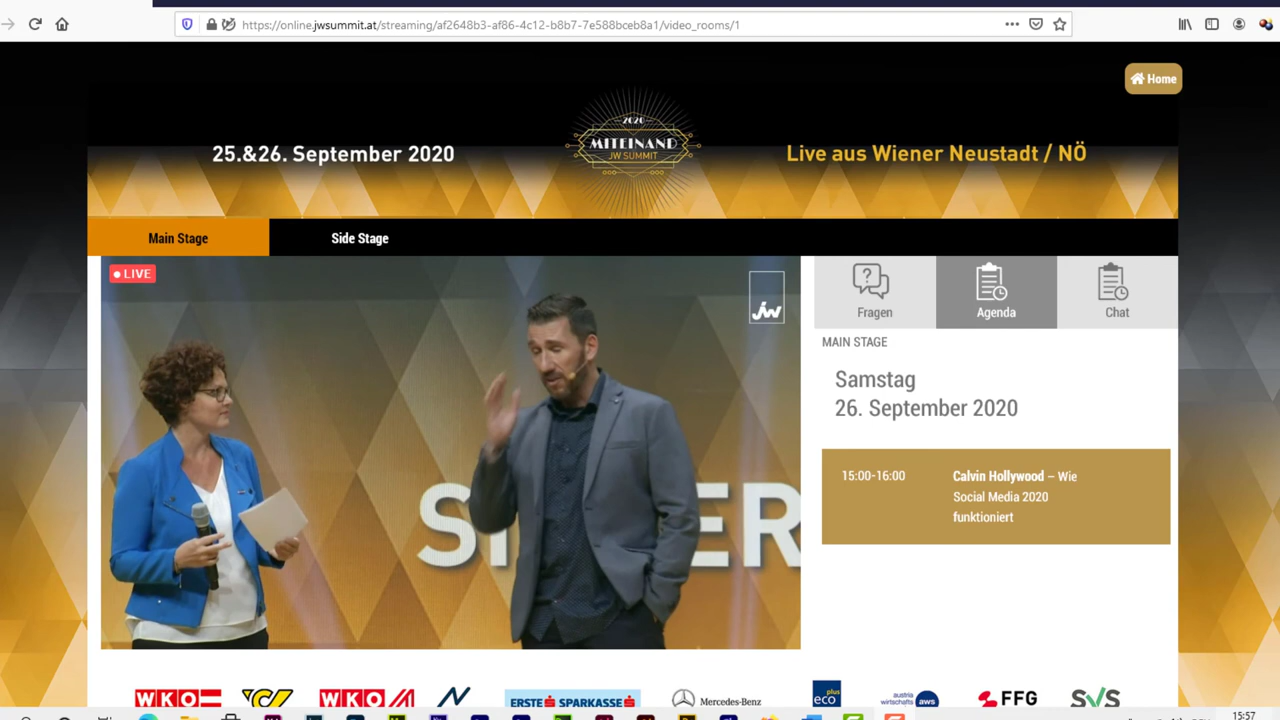 https://online.jwsummit.at/streaming/af2648b3-af86-4c12-b8b7-7e588bceb8a1/video_rooms/1
Home
25.&26. September 2020
2020
MITEINAND
JW SUMMIT
Live aus Wiener Neustadt / NÖ
Main Stage
Side Stage
LIVE
jw
Fragen
Agenda
Chat
MAIN STAGE
Samstag
26. September 2020
15:00-16:00
Calvin Hollywood – Wie
Social Media 2020
funktioniert
WKO
WKO
ERSTE SPARKASSE
Mercedes-Benz
eco plus
austria wirtschafts aws
FFG
SVS
15:57